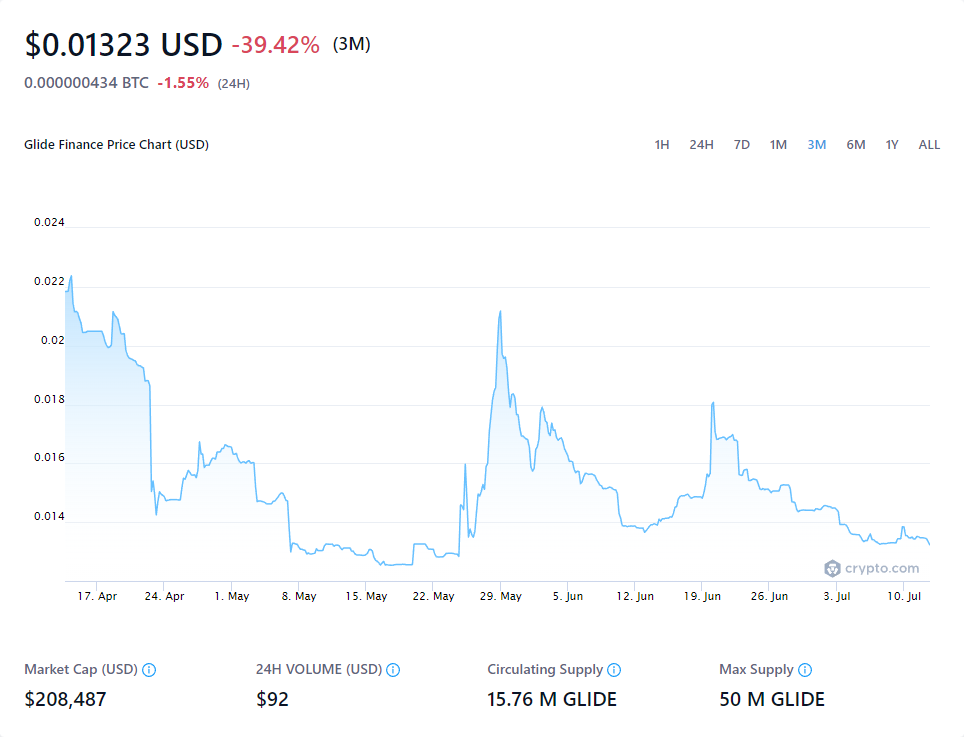 $0.01323 USD -39.42% (3M)
0.000000434 BTC -1.55% (24H)
Glide Finance Price Chart (USD)
1H 24H 7D 1M 3M 6M 1Y ALL
0.024
0.022
0.02
0.018
0.016
0.014
crypto.com
17. Apr 24. Apr 1. May 8. May 15. May 22. May 29. May 5. Jun 12. Jun 19. Jun 26. Jun 3. Jul 10. Jul
Market Cap (USD) 24H VOLUME (USD) Circulating Supply Max Supply
$208,487 $92 15.76 M GLIDE 50 M GLIDE